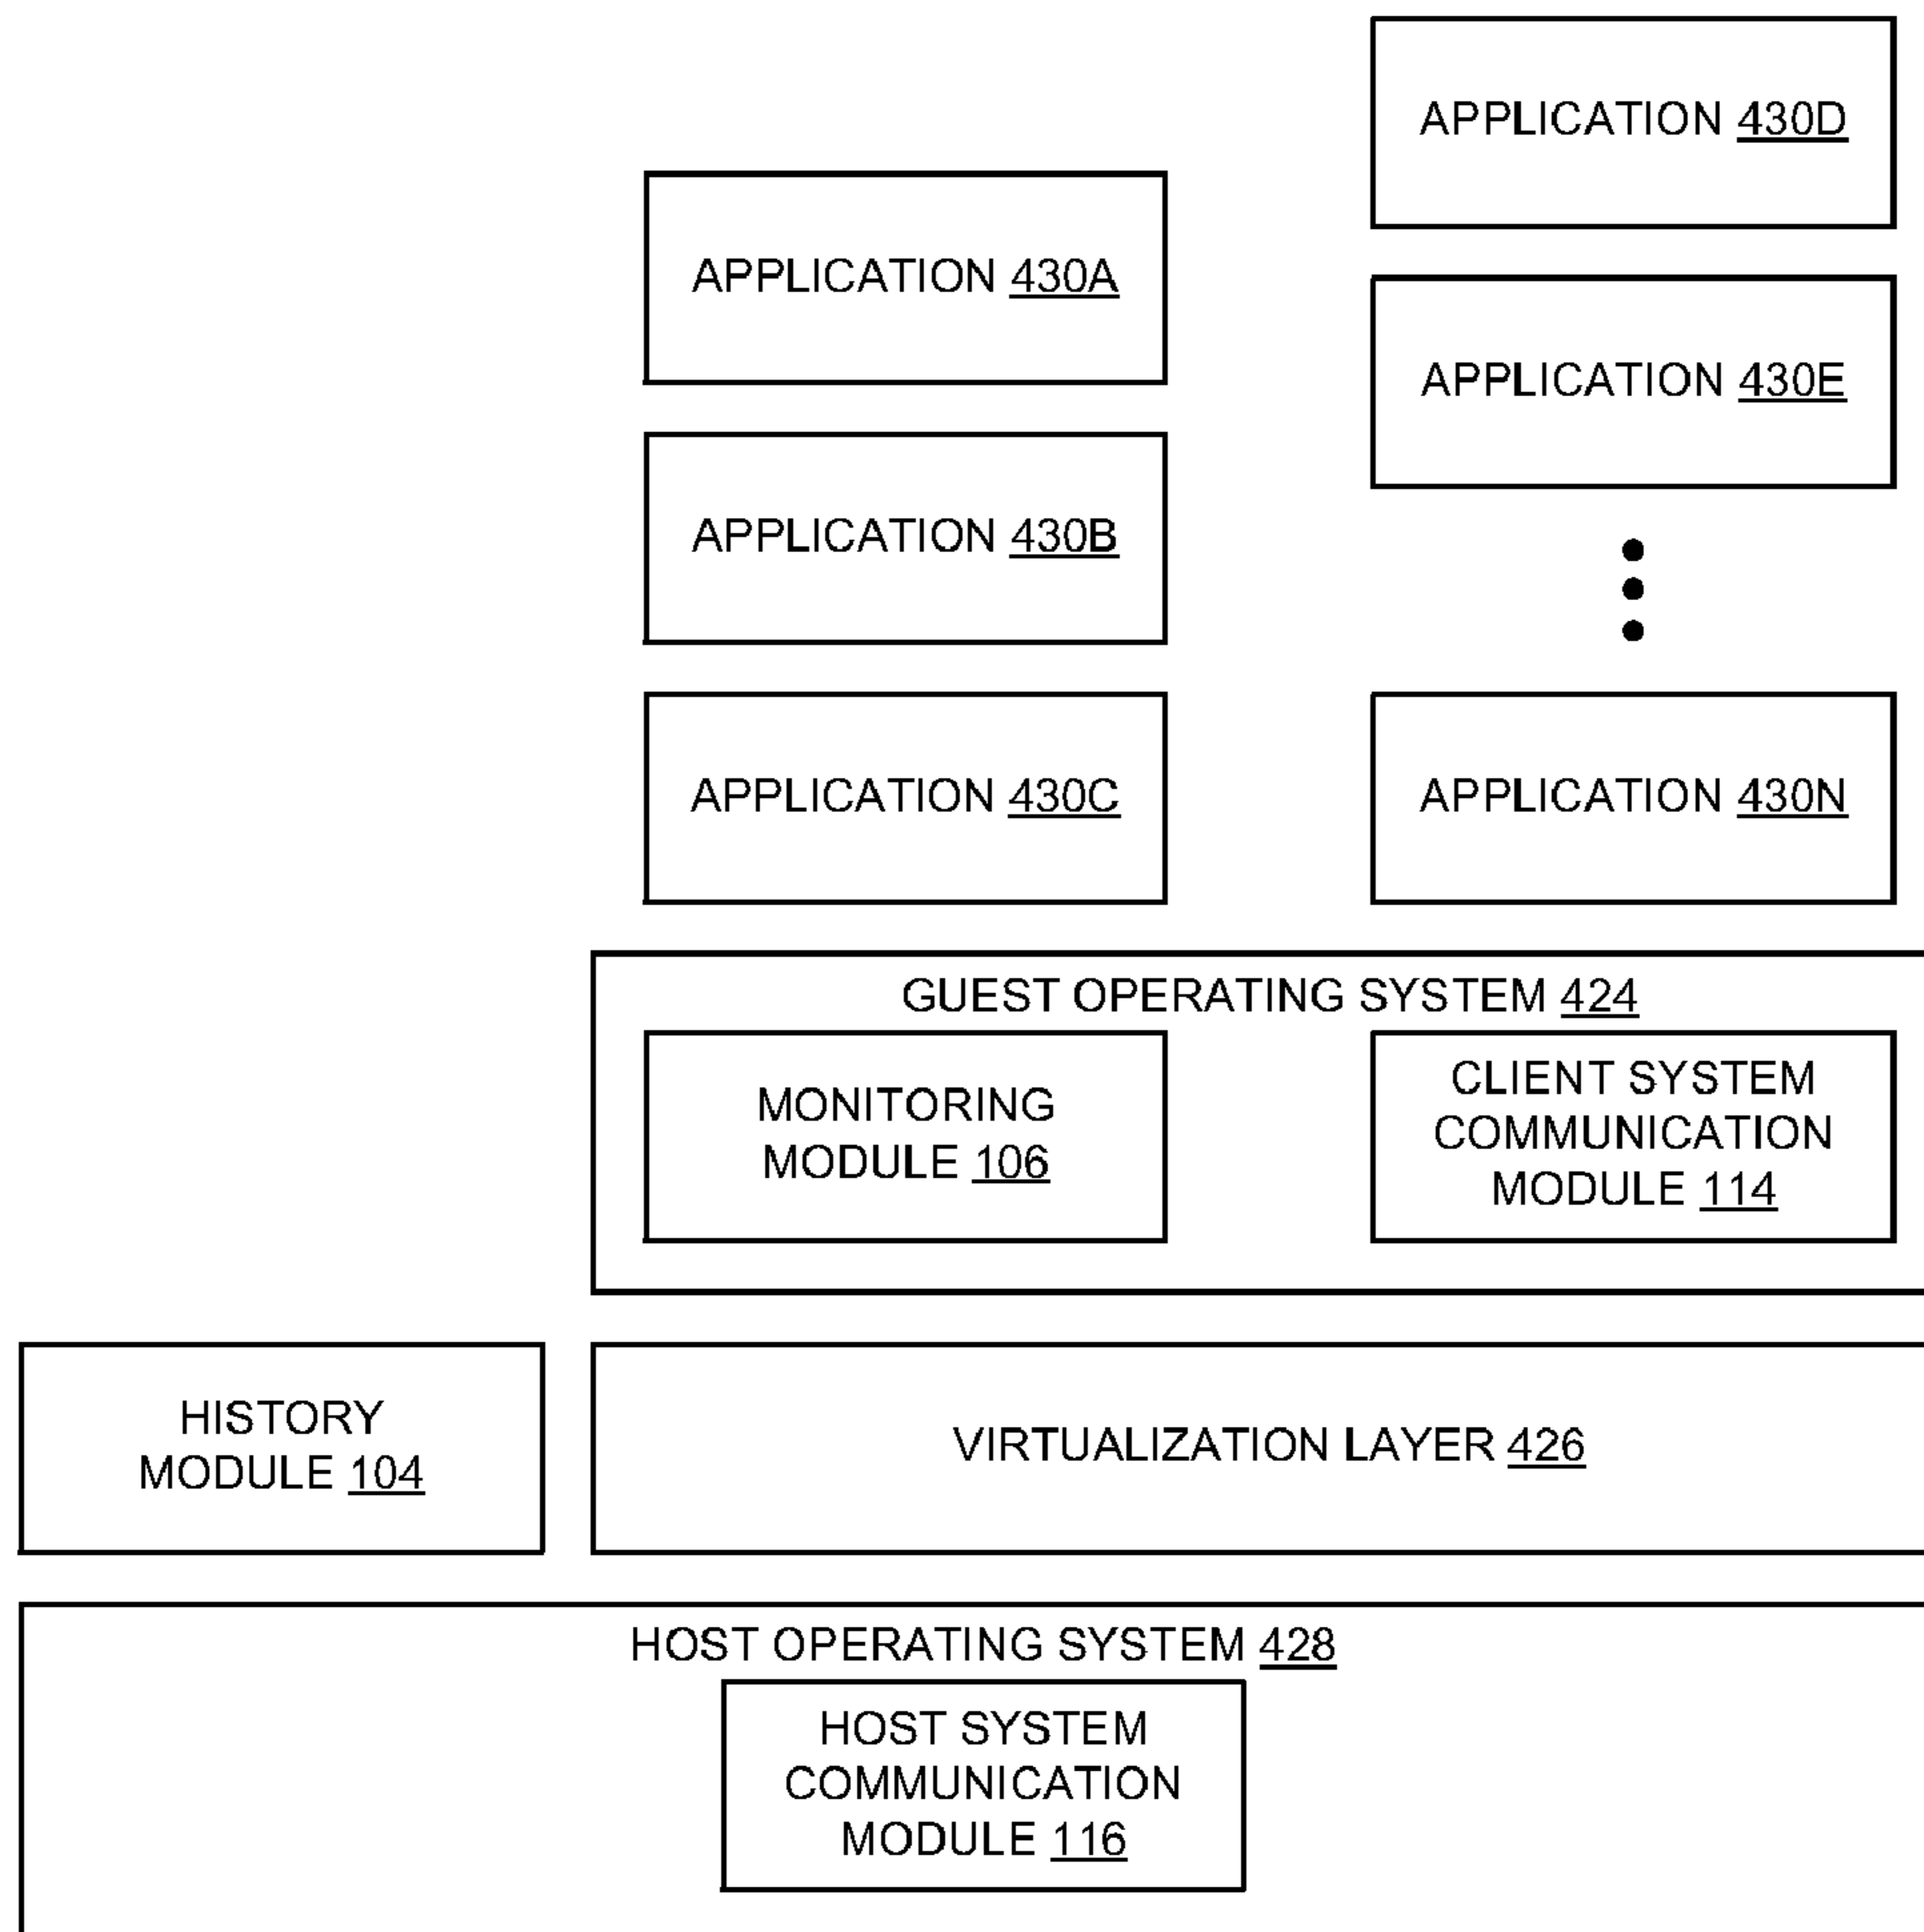 APPLICATION 430D
APPLICATION 430A
APPLICATION 430E
APPLICATION 430B
APPLICATION 430C
APPLICATION 430N
GUEST OPERATING SYSTEM 424
MONITORING
MODULE 106
CLIENT SYSTEM
COMMUNICATION
MODULE 114
HISTORY
MODULE 104
VIRTUALIZATION LAYER 426
HOST OPERATING SYSTEM 428
HOST SYSTEM
COMMUNICATION
MODULE 116